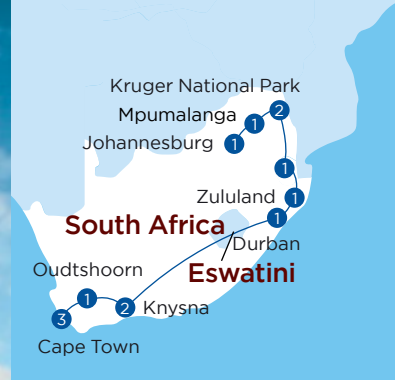 Kruger National Park
Mpumalanga
2
1
Johannesburg
1
1
Zululand
1
1
South Africa
Durban
Oudtshoorn
Eswatini
1
2
Knysna
3
Cape Town